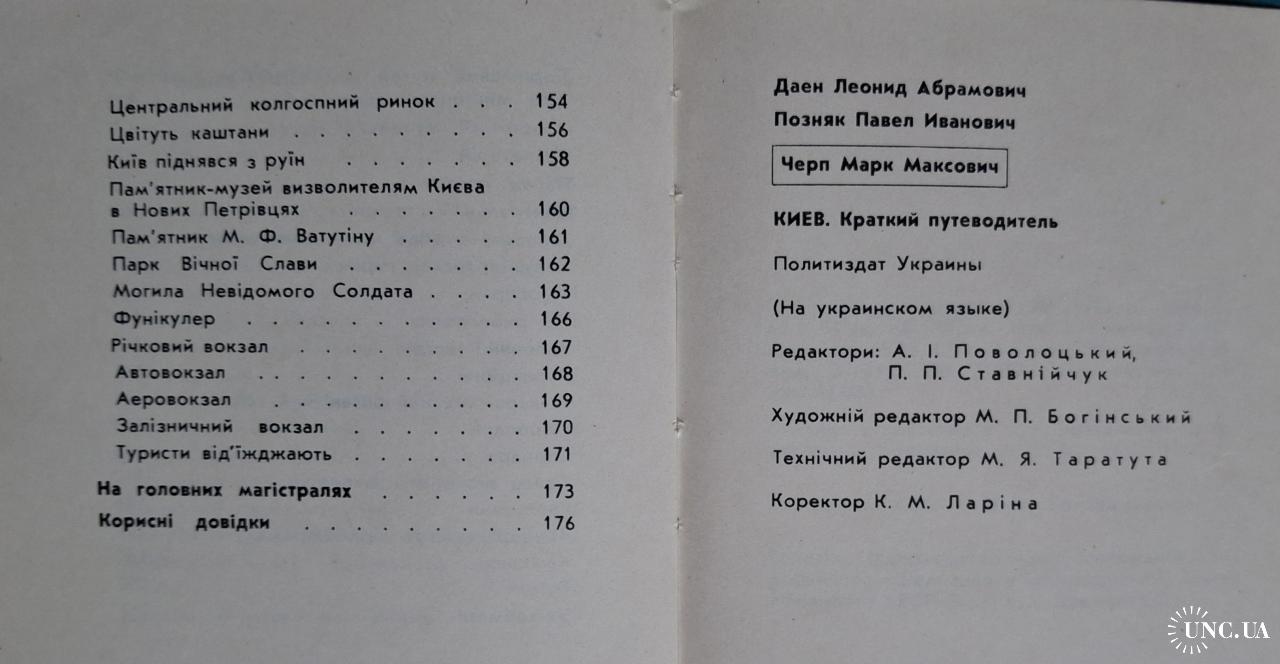 Центральний колгоспний ринок . . . 154
Цвітуть каштани . . . . . . . . 156
Київ піднявся з руїн . . . . . . . 158
Пам'ятник-музей визволителям Києва
в Нових Петрівцях . . . . . . . 160
Пам'ятник М. Ф. Ватутіну . . . . . 161
Парк Вічної Слави . . . . . . . 162
Могила Невідомого Солдата . . . . 163
Фунікулер . . . . . . . . . . . 166
Річковий вокзал . . . . . . . . . 167
Автовокзал . . . . . . . . . . . 168
Аеровокзал . . . . . . . . . . 169
Залізничний вокзал . . . . . . . 170
Туристи від'їжджають . . . . . . . 171
На головних магістралях . . . . . . 173
Корисні довідки . . . . . . . . . 176
Даен Леонид Абрамович
Позняк Павел Иванович
Черп Марк Максович
КИЕВ. Краткий путеводитель
Политиздат Украины
(На украинском языке)
Редактори: А. І. Поволоцький,
П. П. Ставнійчук
Художній редактор М. П. Богінський
Технічний редактор М. Я. Таратута
Коректор К. М. Ларіна
UNC.UA